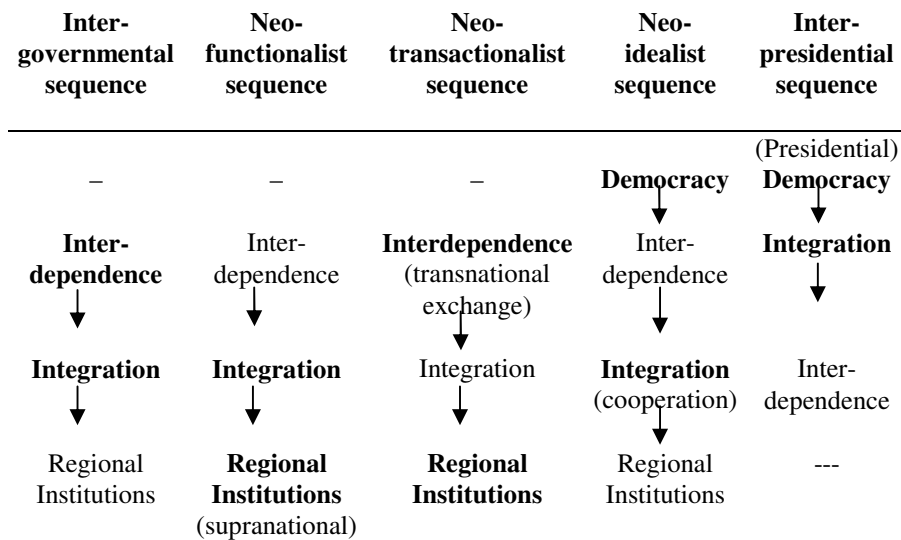 Inter-
governmental
sequence
Neo-
functionalist
sequence
Neo-
transactionalist
sequence
Neo-
idealist
sequence
Inter-
presidential
sequence
–
–
–
Democracy
(Presidential)
Democracy
Inter-
dependence
Inter-
dependence
Interdependence
(transnational
exchange)
Inter-
dependence
Integration
Integration
Integration
Integration
Integration
(cooperation)
Inter-
dependence
Regional
Institutions
Regional
Institutions
(supranational)
Regional
Institutions
Regional
Institutions
---